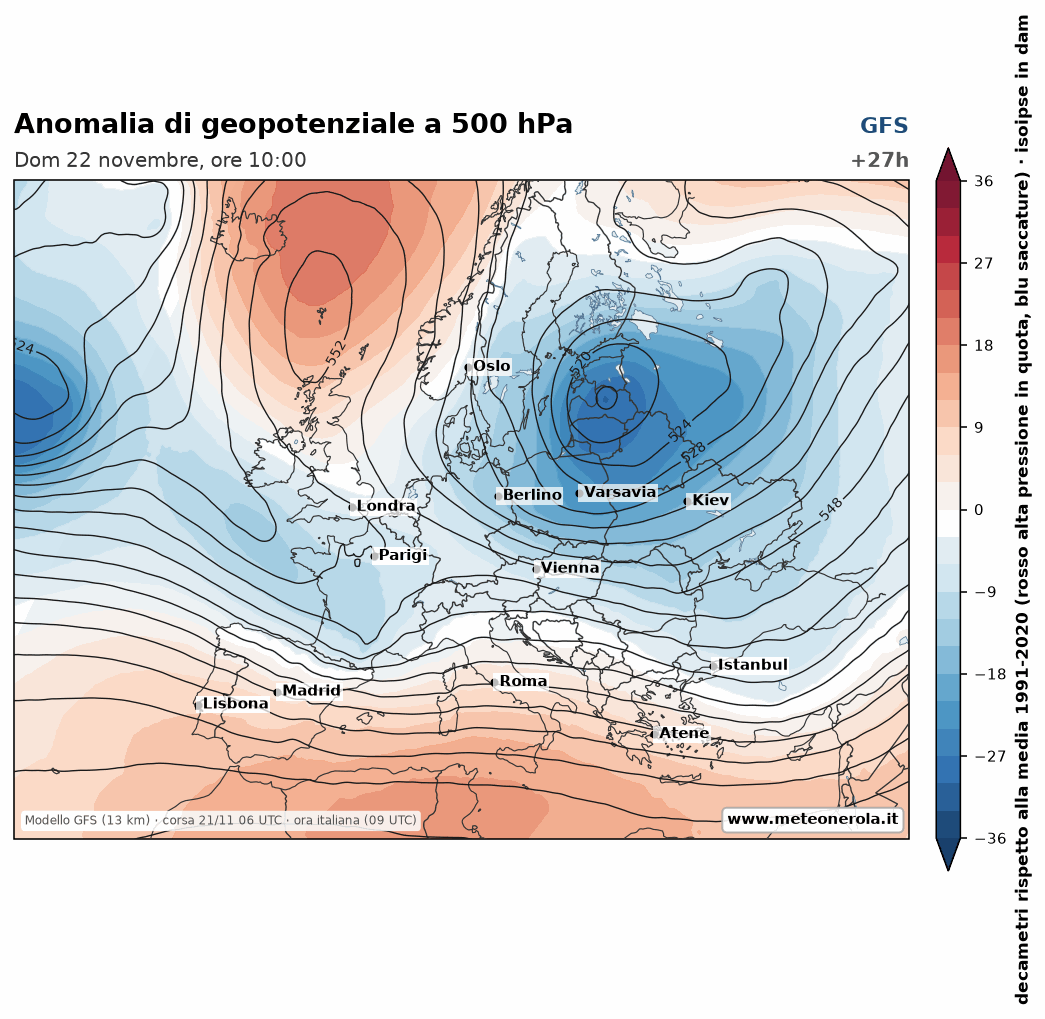 Anomalia di geopotenziale a 500 hPa
GFS
Dom 22 novembre, ore 10:00
+27h
552
Oslo
520
524
528
548
Berlino
Varsavia
Kiev
Londra
Parigi
Vienna
Istanbul
Roma
Madrid
Lisbona
Atene
Modello GFS (13 km) · corsa 21/11 06 UTC · ora italiana (09 UTC)
www.meteonerola.it
36
27
18
9
0
−9
−18
−27
−36
decametri rispetto alla media 1991-2020 (rosso alta pressione in quota, blu saccature) · isoipse in dam